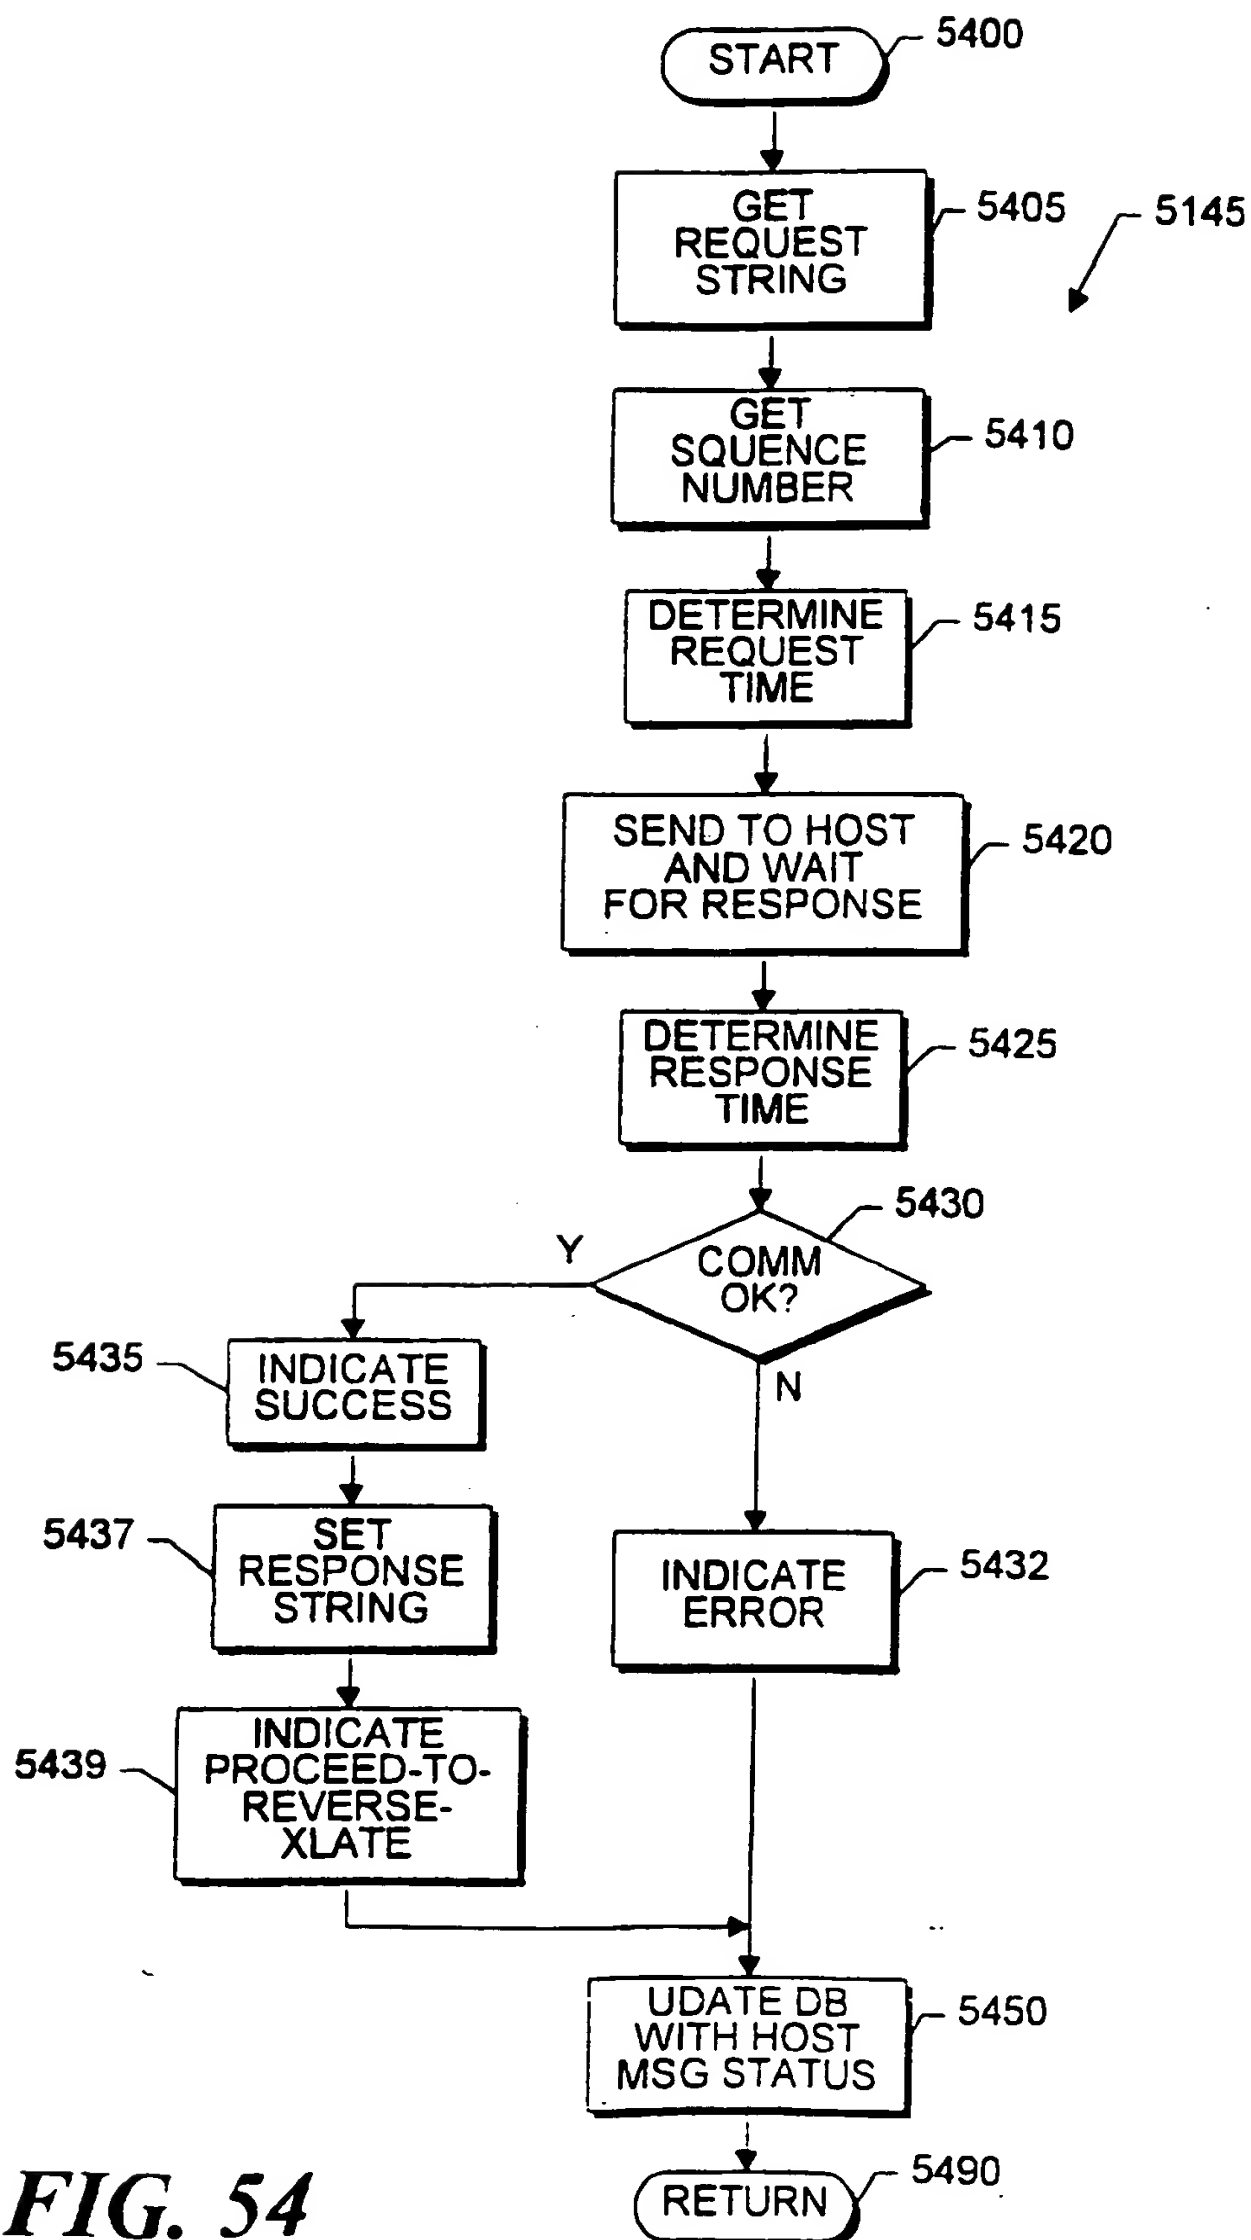 START
5400
GET
REQUEST
STRING
5405
5145
GET
SQUENCE
NUMBER
5410
DETERMINE
REQUEST
TIME
5415
SEND TO HOST
AND WAIT
FOR RESPONSE
5420
DETERMINE
RESPONSE
TIME
5425
COMM
OK?
5430
Y
N
5435
INDICATE
SUCCESS
5437
SET
RESPONSE
STRING
INDICATE
ERROR
5432
5439
INDICATE
PROCEED-TO-
REVERSE-
XLATE
UDATE DB
WITH HOST
MSG STATUS
5450
RETURN
5490
FIG. 54